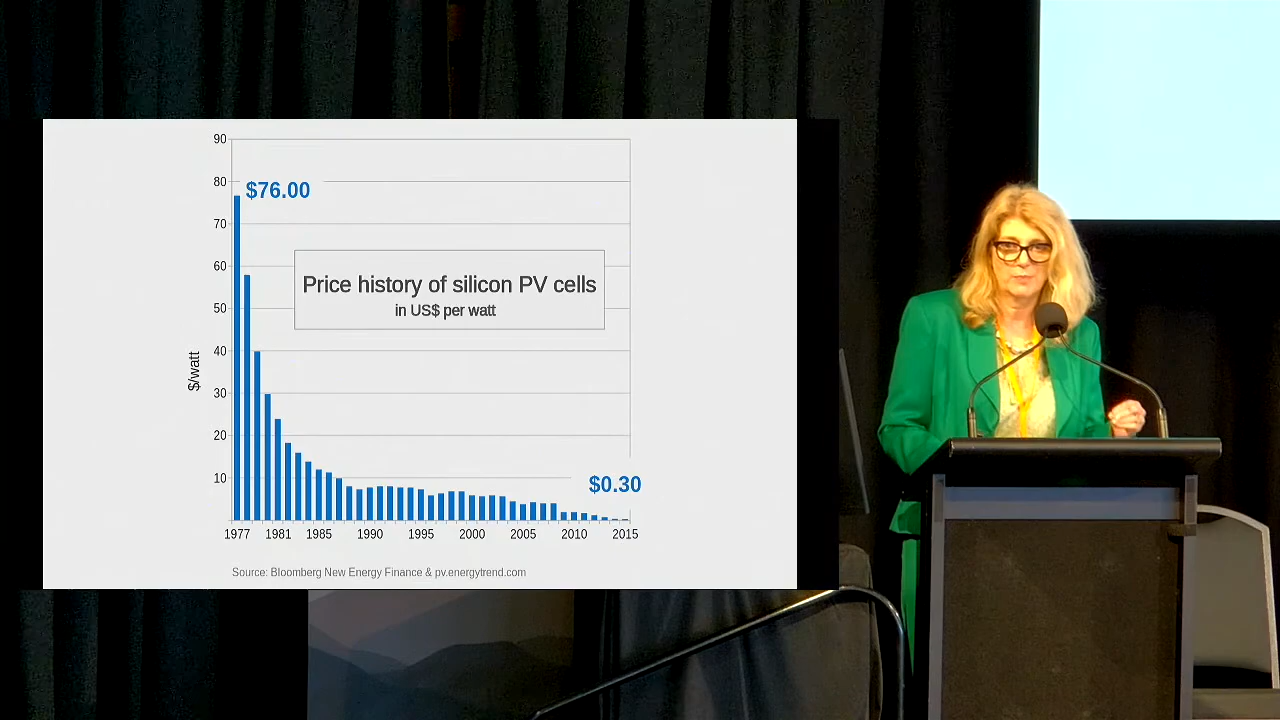 90
80
$76.00
70
60
Price history of silicon PV cells
in US$ per watt
50
40
$/watt
30
20
10
$0.30
1977 1981 1985 1990 1995 2000 2005 2010 2015
Source: Bloomberg New Energy Finance & pv.energytrend.com